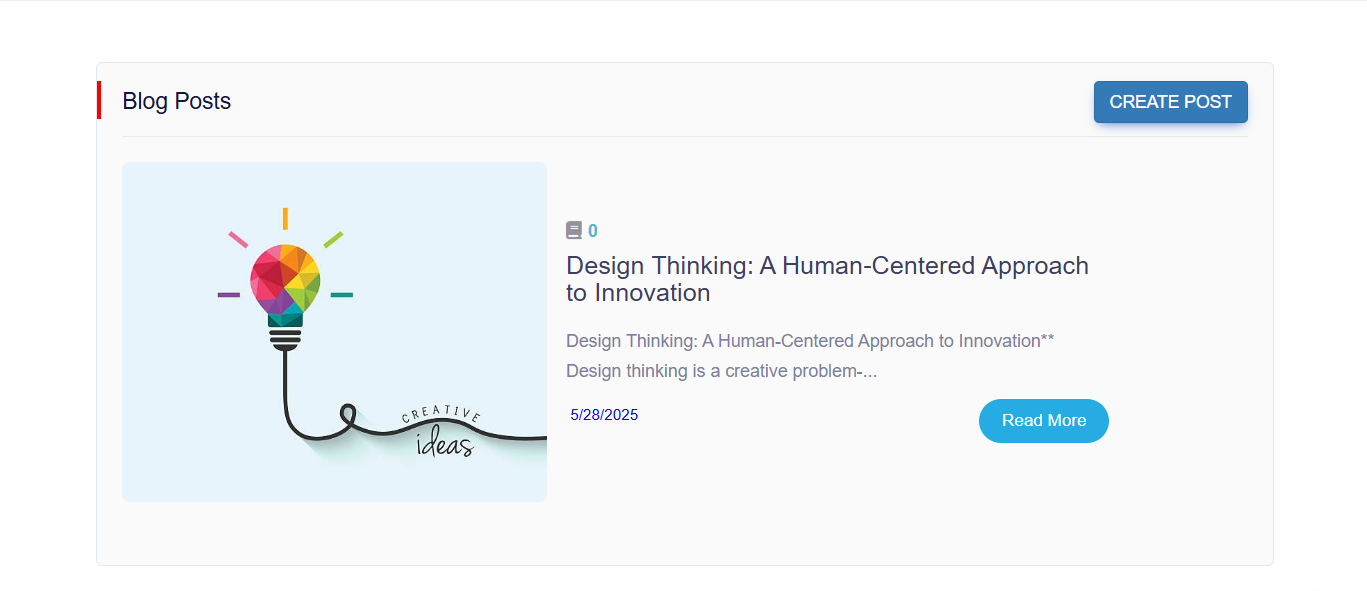 Blog Posts
CREATE POST
CREATIVE
ideas
0
Design Thinking: A Human-Centered Approach
to Innovation
Design Thinking: A Human-Centered Approach to Innovation**
Design thinking is a creative problem-...
5/28/2025
Read More